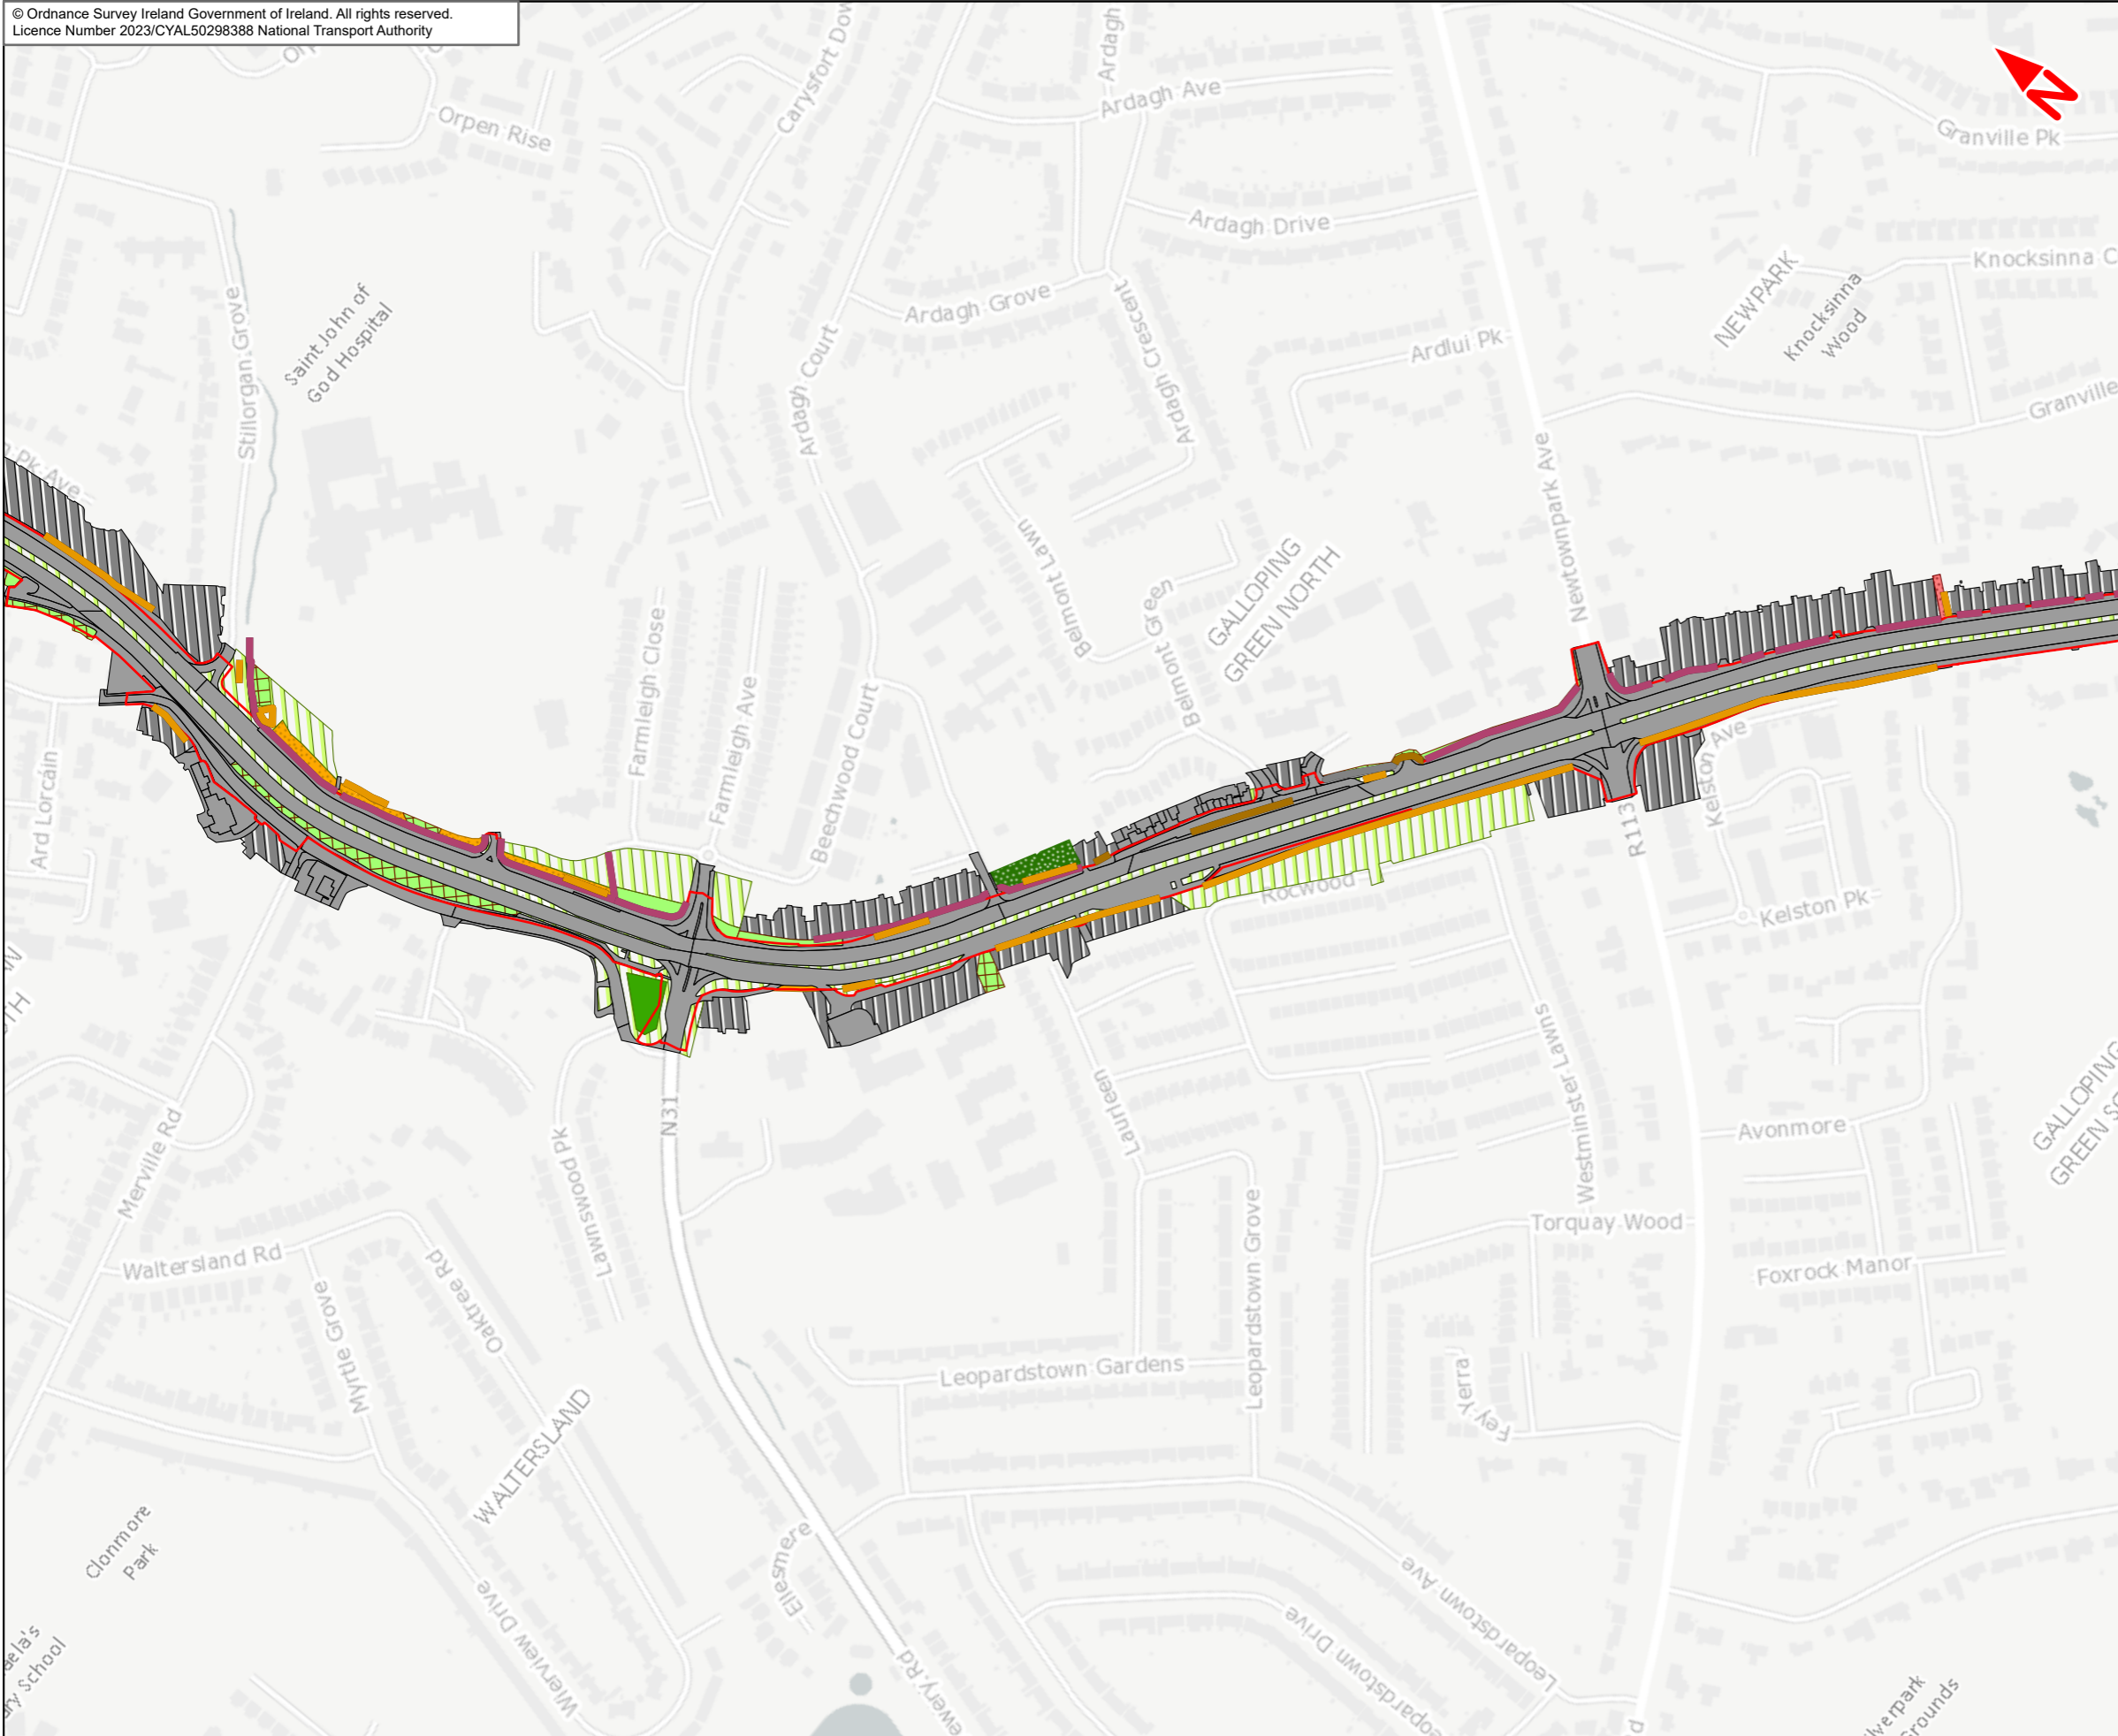 © Ordnance Survey Ireland Government of Ireland. All rights reserved.
Licence Number 2023/CYAL50298388 National Transport Authority
N
Orpen Rise
Carysfort Dow
Ardagh
Ardagh Ave
Granville Pk
Ardagh Drive
Knocksinna C
NEWPARK
Knocksinna
Wood
Saint John of
God Hospital
Stillorgan Grove
Ardagh Grove
Ardagh Crescent
Ardagh Court
Ardlui Pk
Granville
Pk Ave
Newtownpark Ave
Belmont Lawn
Belmont Green
GALLOPING
GREEN NORTH
Farmleigh Close
Farmleigh Ave
Beechwood Court
Ard Lorcáin
Kelston Ave
R113
Rocwood
Kelston Pk
N31
Laurleen
Westminster Lawns
Avonmore
GALLOPING
Merville Rd
Lawnswood Pk
Leopardstown Grove
Torquay Wood
Waltersland Rd
Oaktree Rd
Myrtle Grove
Foxrock Manor
Leopardstown Gardens
Fey Yerra
WALTERSLAND
Clonmore
Park
Ellesmere
Wierview Drive
Leopardstown Ave
Leopardstown Drive